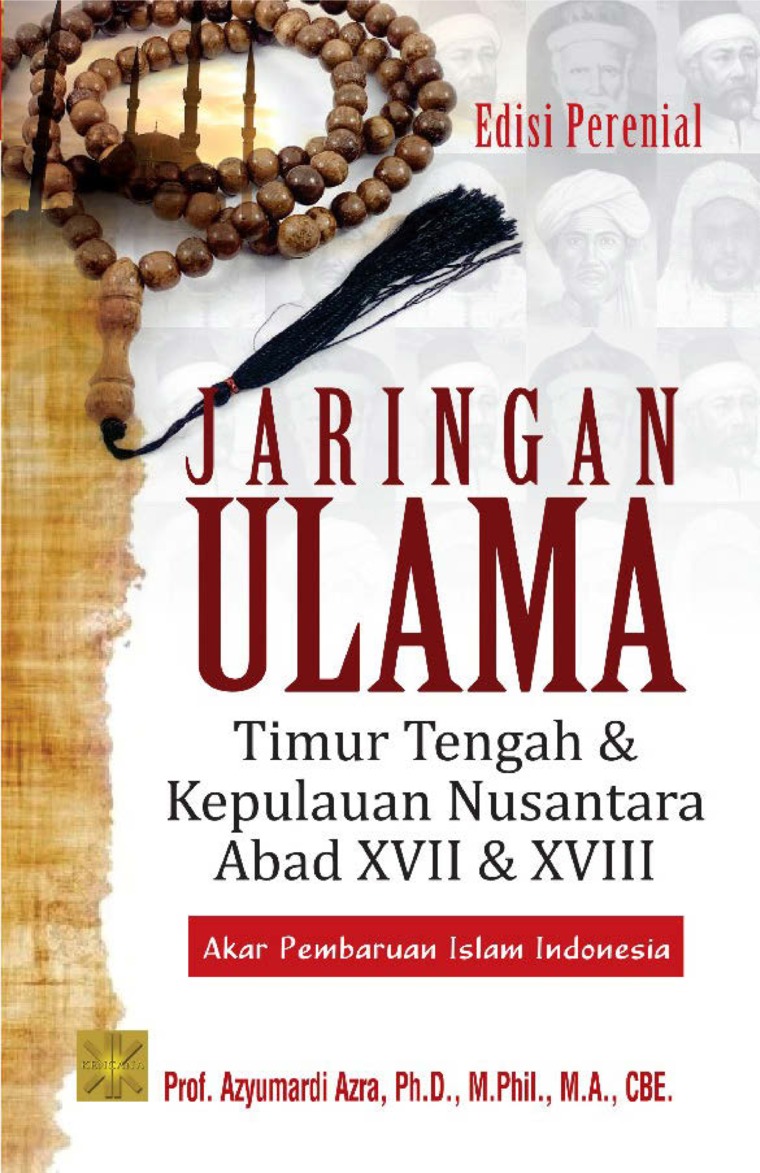 Edisi Perenial
JARINGAN
ULAMA
Timur Tengah &
Kepulauan Nusantara
Abad XVII & XVIII
Akar Pembaruan Islam Indonesia
KENCANA
Prof. Azyumardi Azra, Ph.D., M.Phil., M.A., CBE.